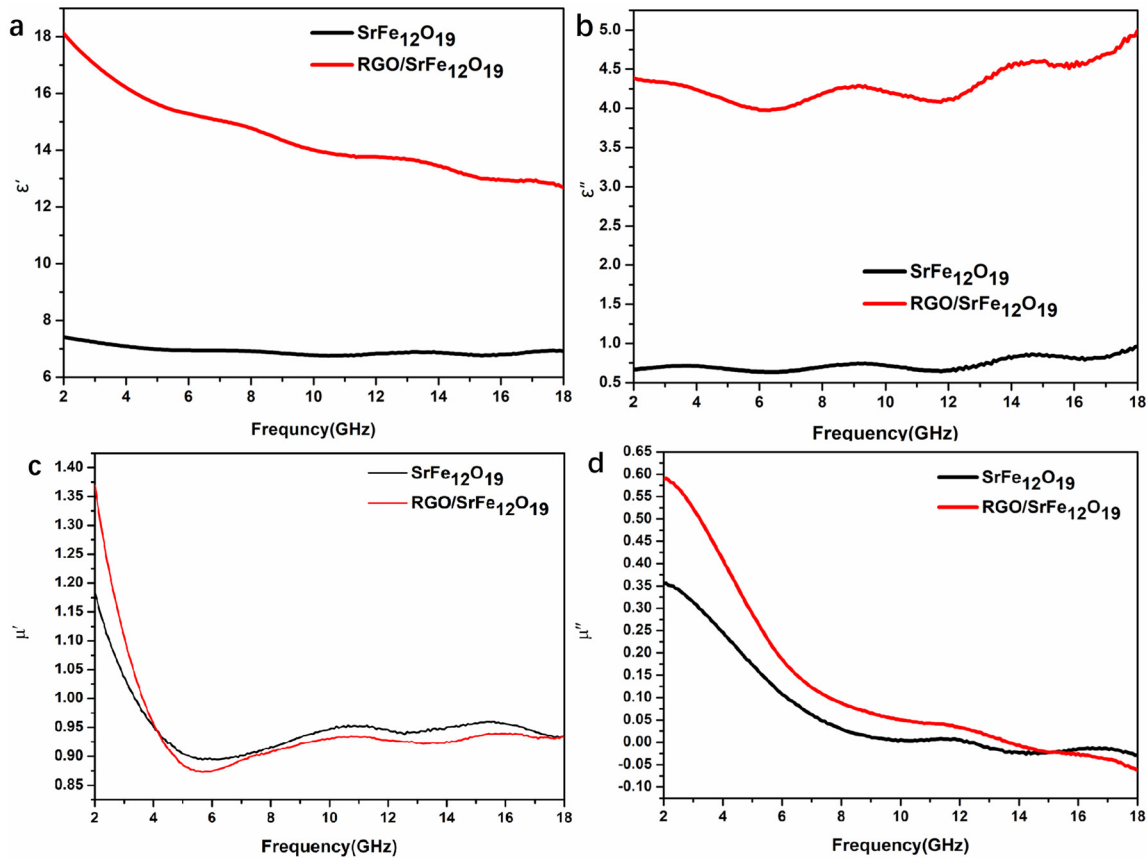 a
18
16
14
12
10
8
6
ε′
SrFe12O19
RGO/SrFe12O19
2 4 6 8 10 12 14 16 18
Frequncy(GHz)
b
5.0
4.5
4.0
3.5
3.0
2.5
2.0
1.5
1.0
0.5
ε″
SrFe12O19
RGO/SrFe12O19
2 4 6 8 10 12 14 16 18
Frequency(GHz)
c
1.40
1.35
1.30
1.25
1.20
1.15
1.10
1.05
1.00
0.95
0.90
0.85
μ′
SrFe12O19
RGO/SrFe12O19
2 4 6 8 10 12 14 16 18
Frequency(GHz)
d
0.65
0.60
0.55
0.50
0.45
0.40
0.35
0.30
0.25
0.20
0.15
0.10
0.05
0.00
-0.05
-0.10
μ″
SrFe12O19
RGO/SrFe12O19
2 4 6 8 10 12 14 16 18
Frequency(GHz)